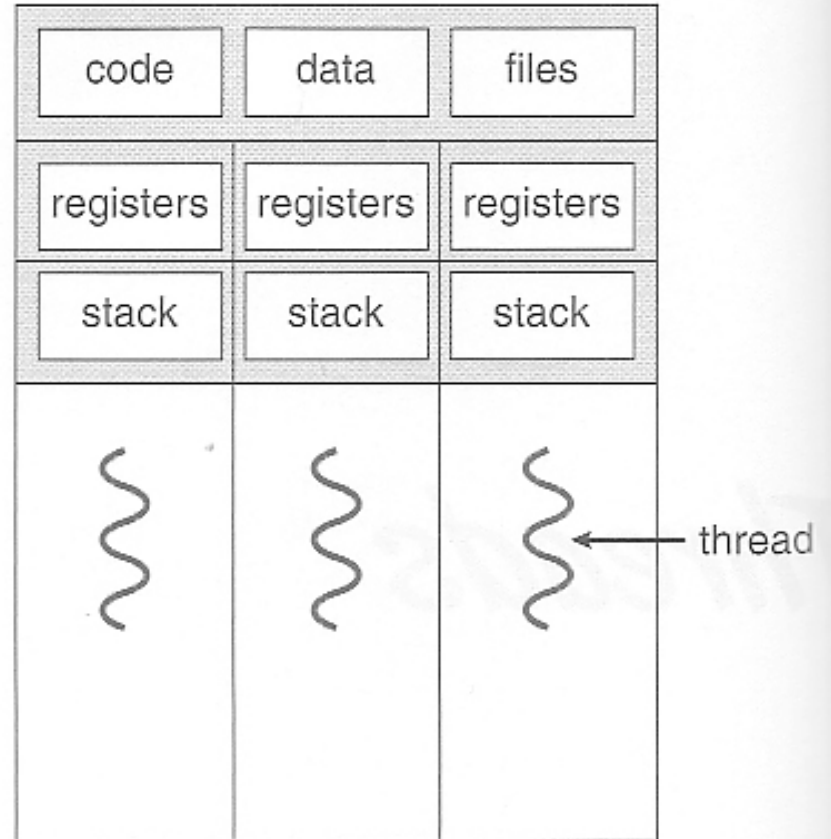 code data files
registers registers registers
stack stack stack
thread